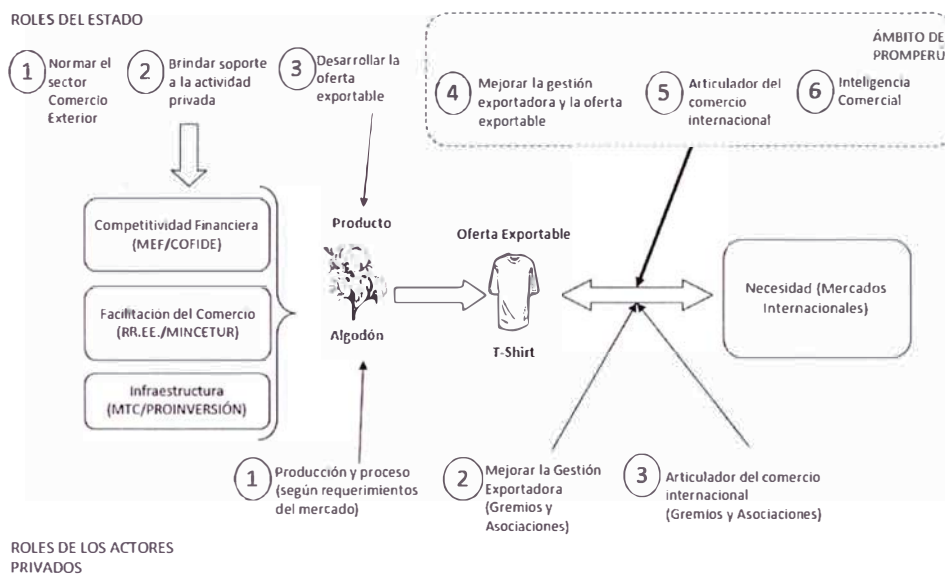 ROLES DEL ESTADO
1
Normar el
sector
Comercio
Exterior
2
Brindar soporte
a la actividad
privada
3
Desarrollar la
oferta
exportable
ÁMBITO DE
PROMPERÚ
4
Mejorar la gestión
exportadora y la oferta
exportable
5
Articulador del
comercio
internacional
6
Inteligencia
Comercial
Competitividad Financiera
(MEF/COFIDE)
Facilitacion del Comercio
(RR.EE./MINCETUR)
Infraestructura
(MTC/PROINVERSIÓN)
Producto
Algodón
Oferta Exportable
T-Shirt
Necesidad (Mercados
Internacionales)
1
Producción y proceso
(según requerimientos
del mercado)
2
Mejorar la Gestión
Exportadora
(Gremios y
Asociaciones)
3
Articulador del comercio
internacional
(Gremios y Asociaciones)
ROLES DE LOS ACTORES
PRIVADOS